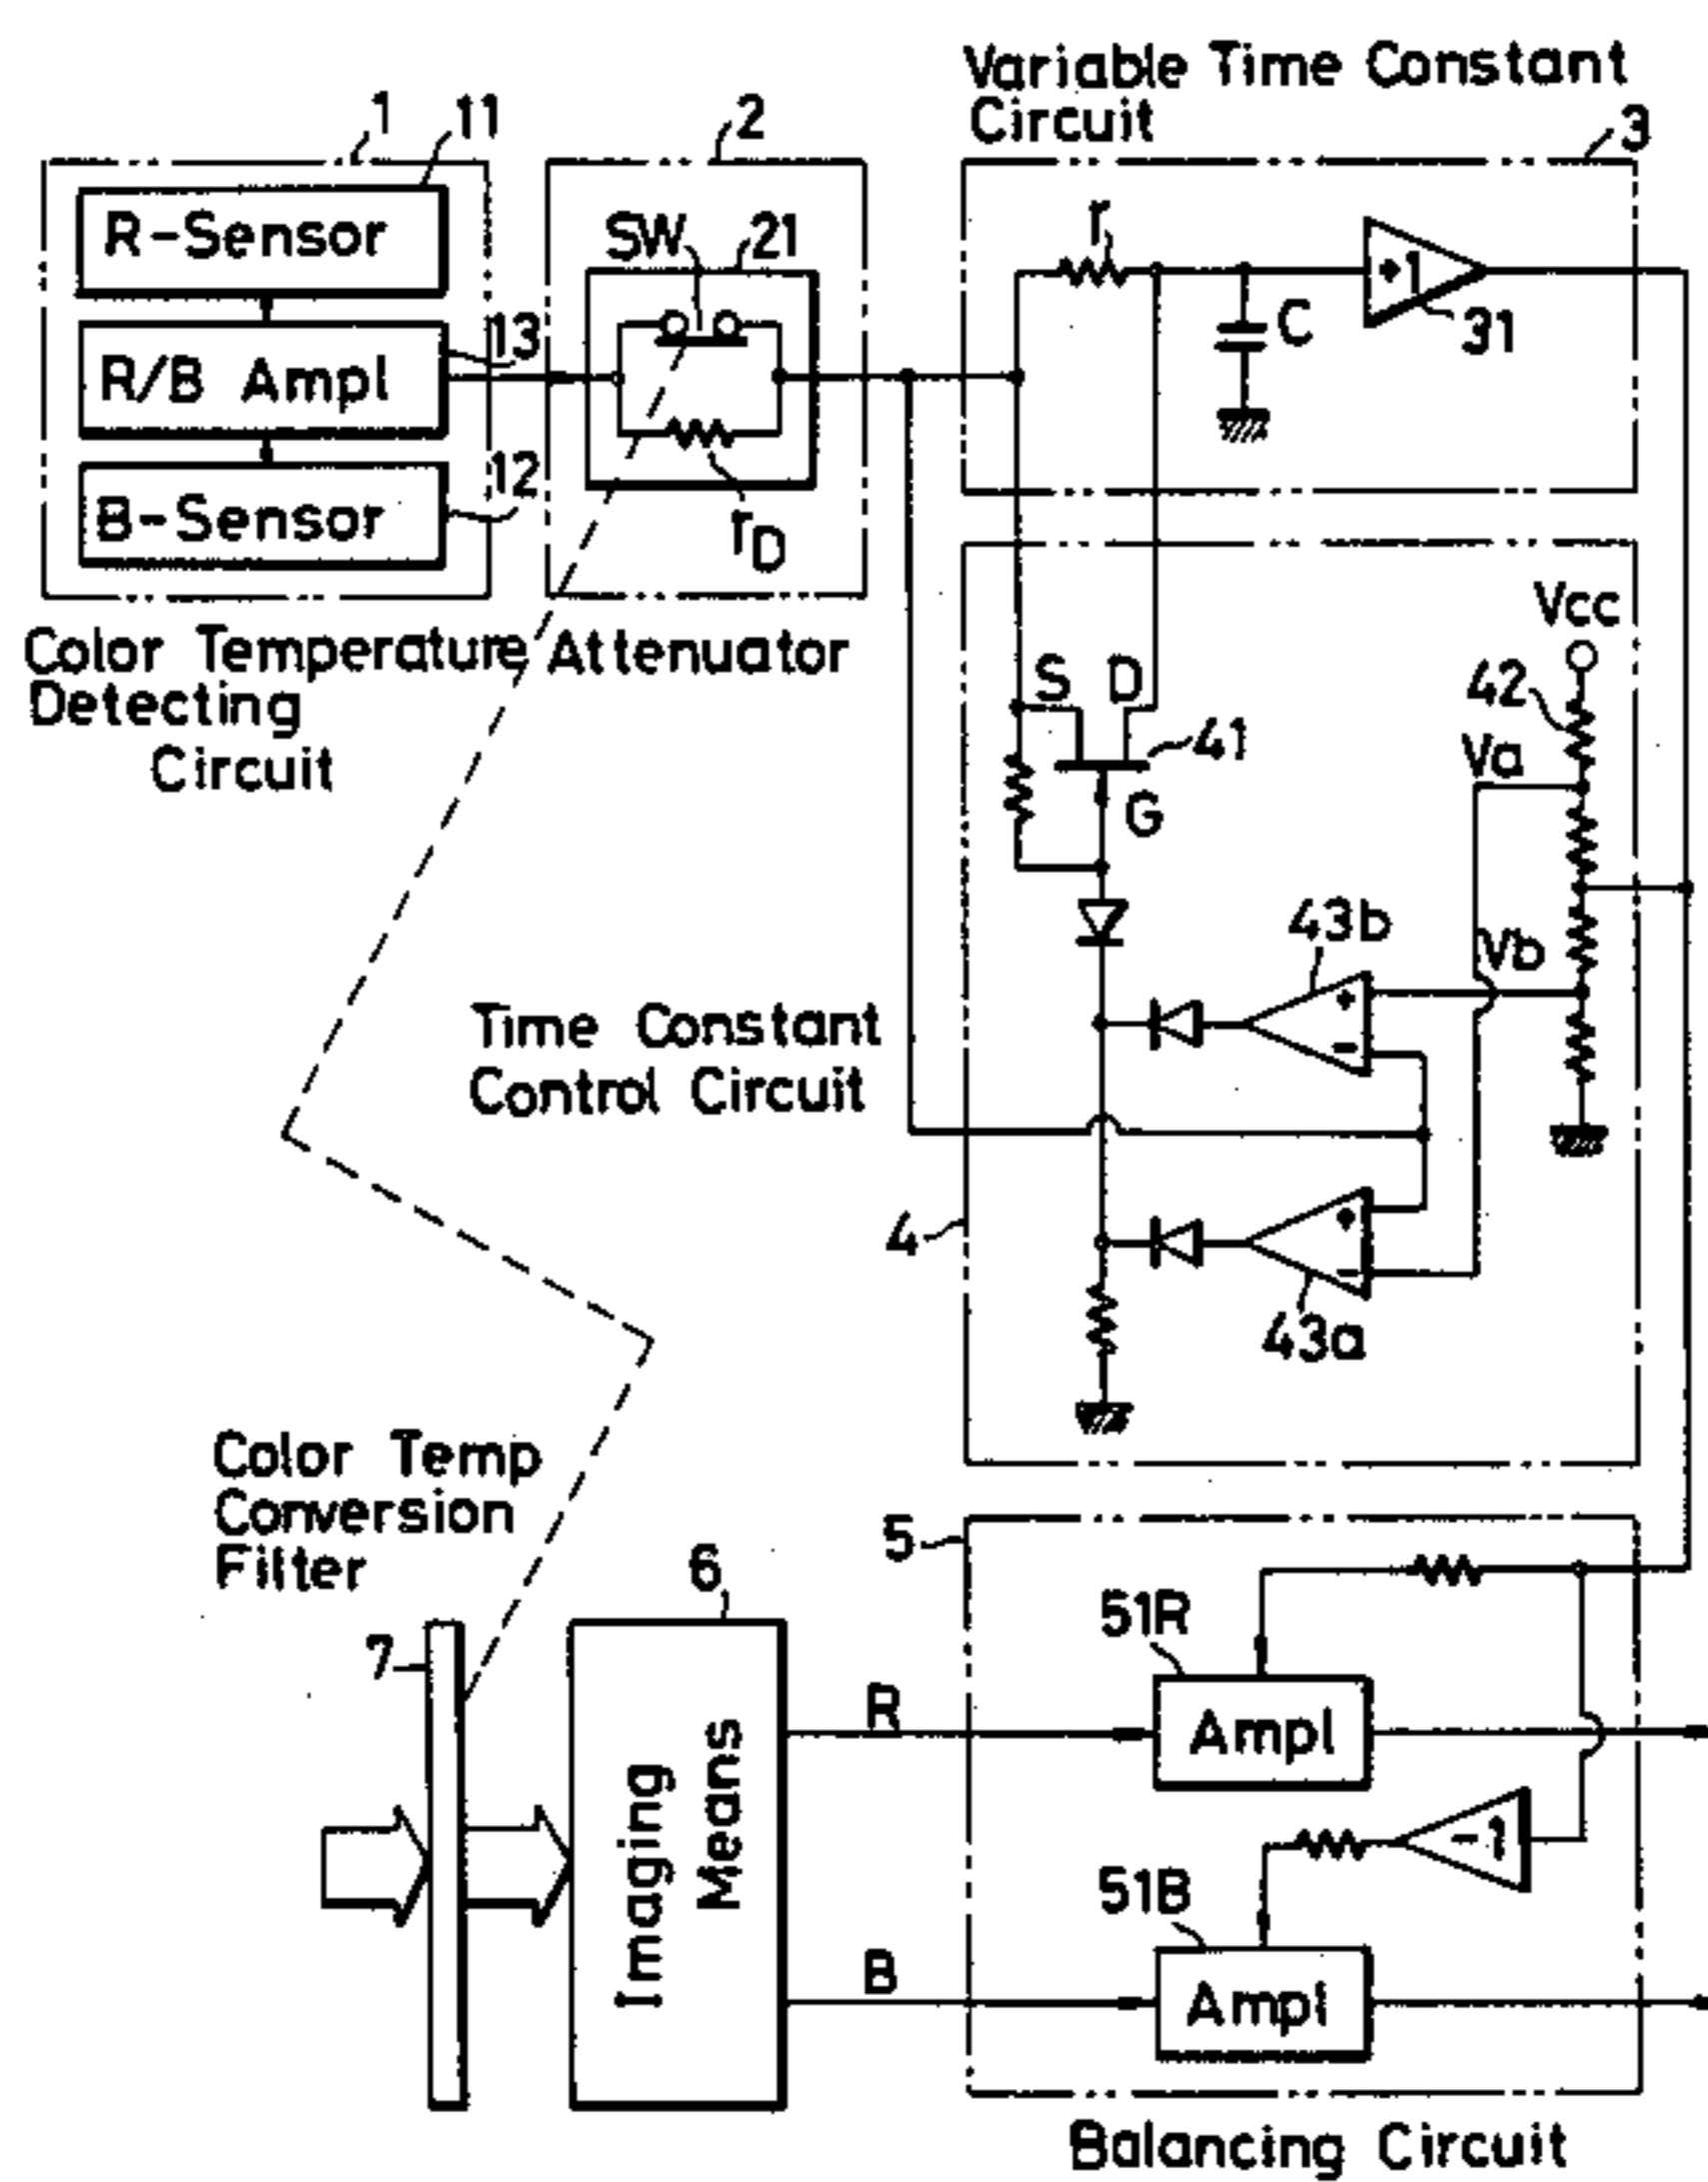 Variable Time Constant
Circuit
1
11
2
3
R-Sensor
SW
21
r
+1
31
C
13
R/B Ampl
12
B-Sensor
rD
Color Temperature
Detecting
Circuit
Attenuator
Vcc
42
Va
S
D
41
G
43b
Vb
+
-
Time Constant
Control Circuit
4
+
-
43a
Color Temp
Conversion
Filter
5
6
7
51R
R
Ampl
Imaging
Means
-1
51B
B
Ampl
Balancing Circuit